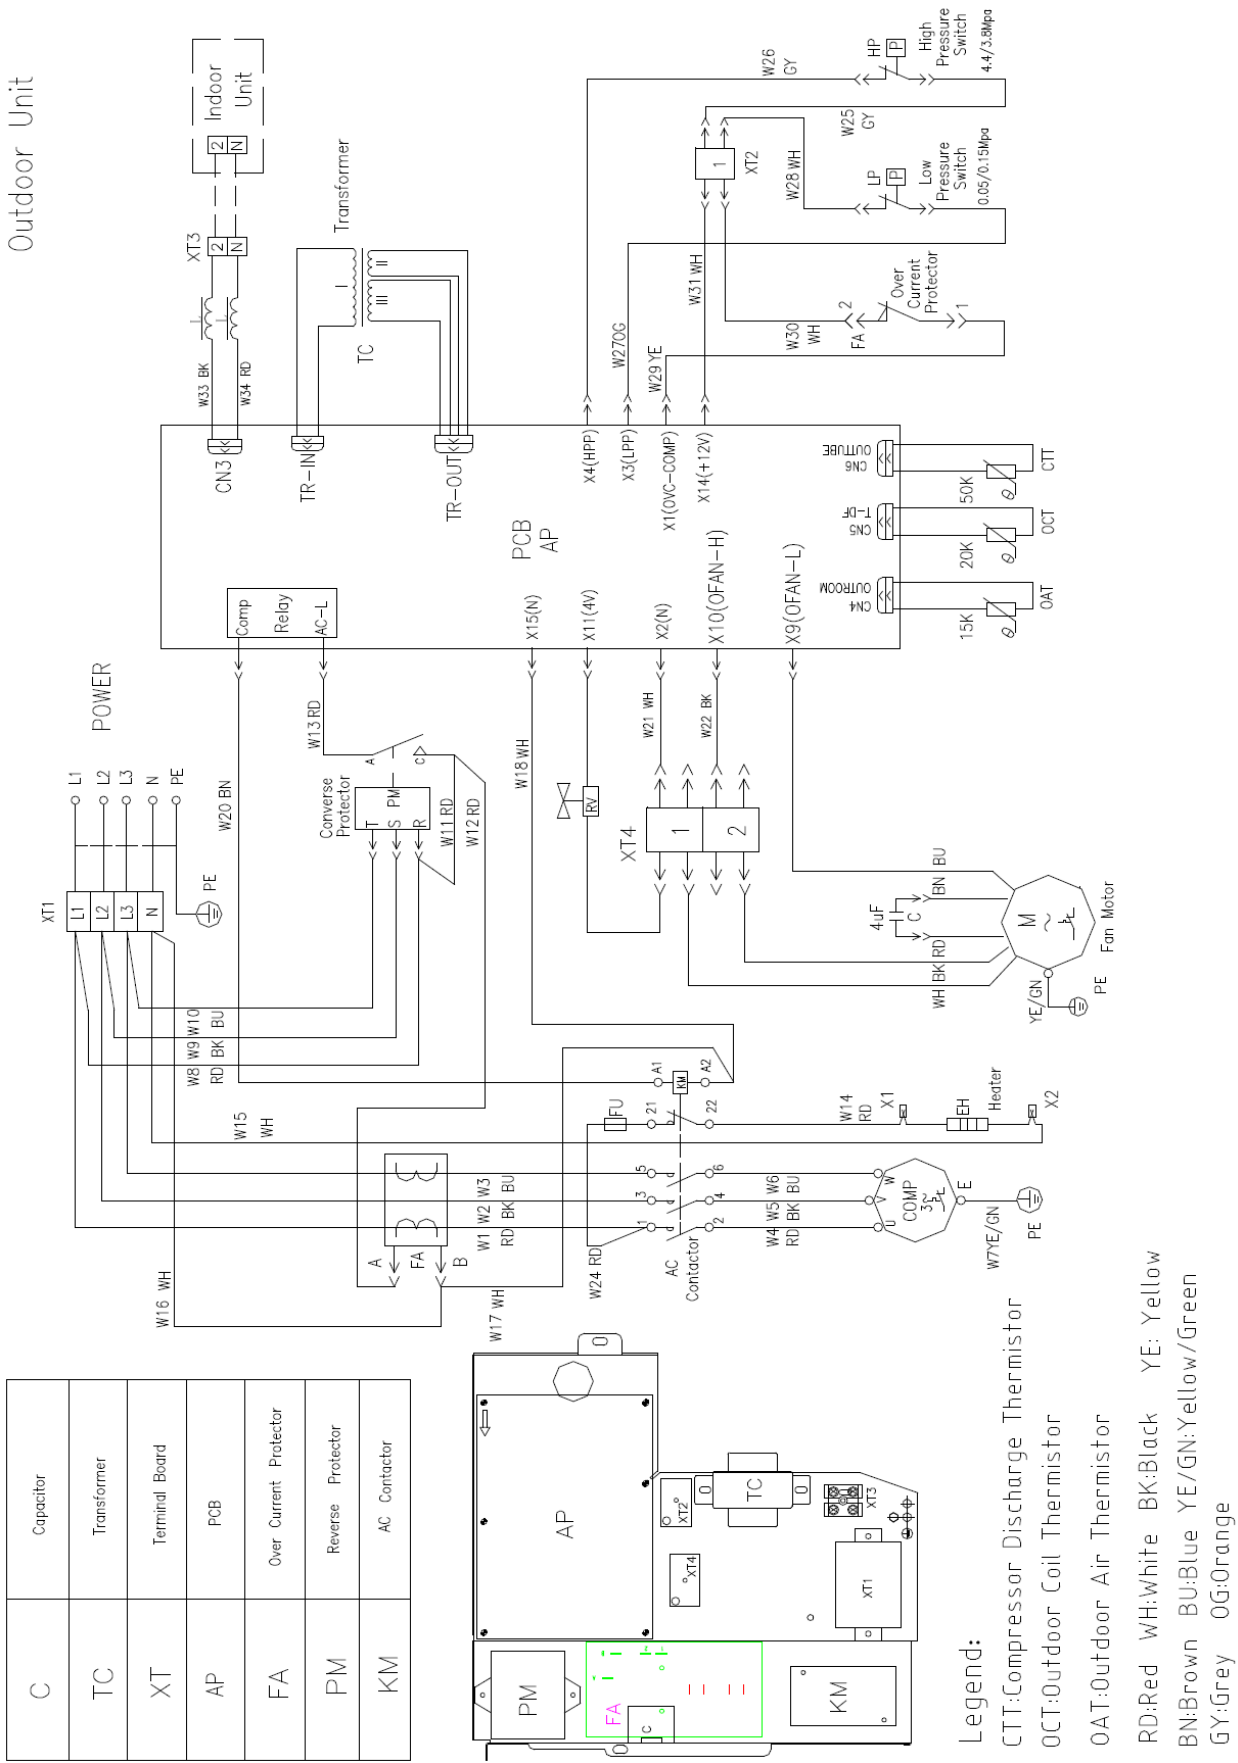 Outdoor Unit
POWER
L1
L2
L3
N
PE
XT1
L1
L2
L3
N
PE
W20 BN
Comp
Relay
AC-L
W13 RD
Converse
Protector
A
C
PM
T
S
R
W11 RD
W12 RD
W8 W9 W10
RD BK BU
W15
WH
W16 WH
A
FA
B
W17 WH
W1 W2 W3
RD BK BU
W24 RD
FU
21
22
5
3
1
6
4
2
AC
Contactor
A1
KM
A2
W4 W5 W6
RD BK BU
W14
RD
X1
EH
Heater
X2
COMP
3~
U
V
W
E
W7YE/GN
PE
PCB
AP
CN3
W33 BK
W34 RD
L
L
XT3
2
N
2
N
Indoor
Unit
TR-IN
TR-OUT
TC
I
II
III
Transformer
X15(N)
X11(4V)
X2(N)
X10(OFAN-H)
X9(OFAN-L)
W18WH
RV
W21 WH
W22 BK
XT4
1
2
4uF
C
BN BU
WH BK RD
M
~
Fan Motor
YE/GN
PE
X4(HPP)
X3(LPP)
X1(OVC-COMP)
X14(+12V)
W26
GY
W25
GY
HP
P
High
Pressure
Switch
4.4/3.8Mpa
XT2
1
W28 WH
LP
P
Low
Pressure
Switch
0.05/0.15Mpa
W27OG
W29 YE
W31 WH
W30
WH
FA
2
1
Over
Current
Protector
CN6
OUTTUBE
50K
θ
CTT
CN5
T-DF
20K
θ
OCT
CN4
OUTROOM
15K
θ
OAT
C Capacitor
TC Transformer
XT Terminal Board
AP PCB
FA Over Current Protector
PM Reverse Protector
KM AC Contactor
AP
PM
FA
C
KM
XT4
XT2
TC
XT3
XT1
Legend:
CTT:Compressor Discharge Thermistor
OCT:Outdoor Coil Thermistor
OAT:Outdoor Air Thermistor
RD:Red WH:White BK:Black YE: Yellow
BN:Brown BU:Blue YE/GN:Yellow/Green
GY:Grey OG:Orange